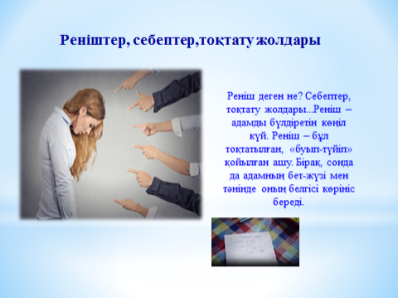 Реніштер, себептер,тоқтату жолдары
Реніш деген не? Себептер,
тоқтату жолдары...Реніш –
адамды бүлдіретін көңіл
күй. Реніш – бұл
тоқтатылған, «буып-түйіп»
қойылған ашу. Бірақ, сонда
да адамның бет-жүзі мен
тәнінде оның белгісі көрініс
береді.